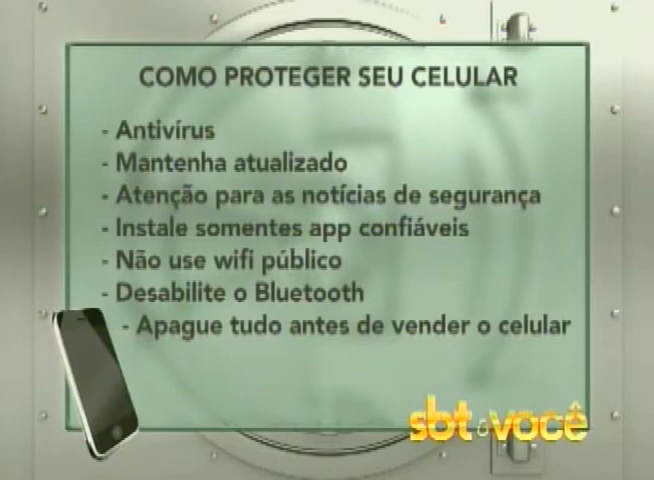 COMO PROTEGER SEU CELULAR
- Antivírus
- Mantenha atualizado
- Atenção para as notícias de segurança
- Instale somentes app confiáveis
- Não use wifi público
- Desabilite o Bluetooth
- Apague tudo antes de vender o celular
sbt é você